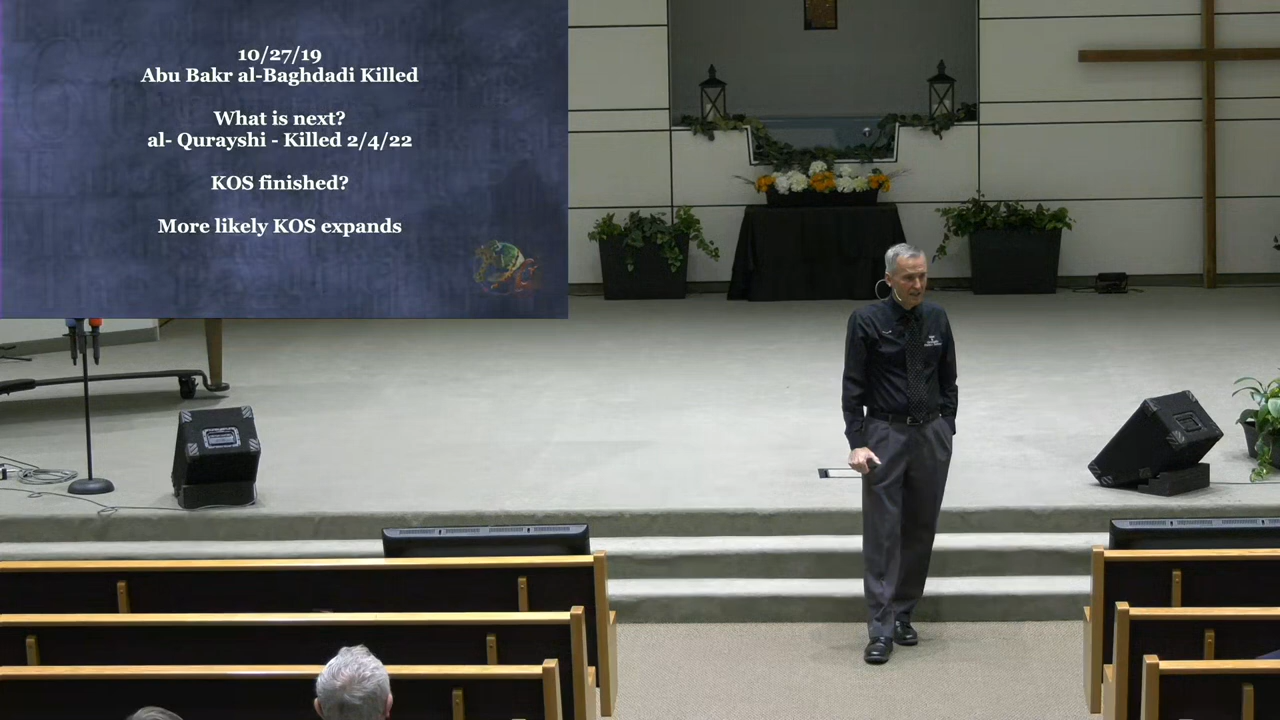 10/27/19
Abu Bakr al-Baghdadi Killed
What is next?
al- Qurayshi - Killed 2/4/22
KOS finished?
More likely KOS expands